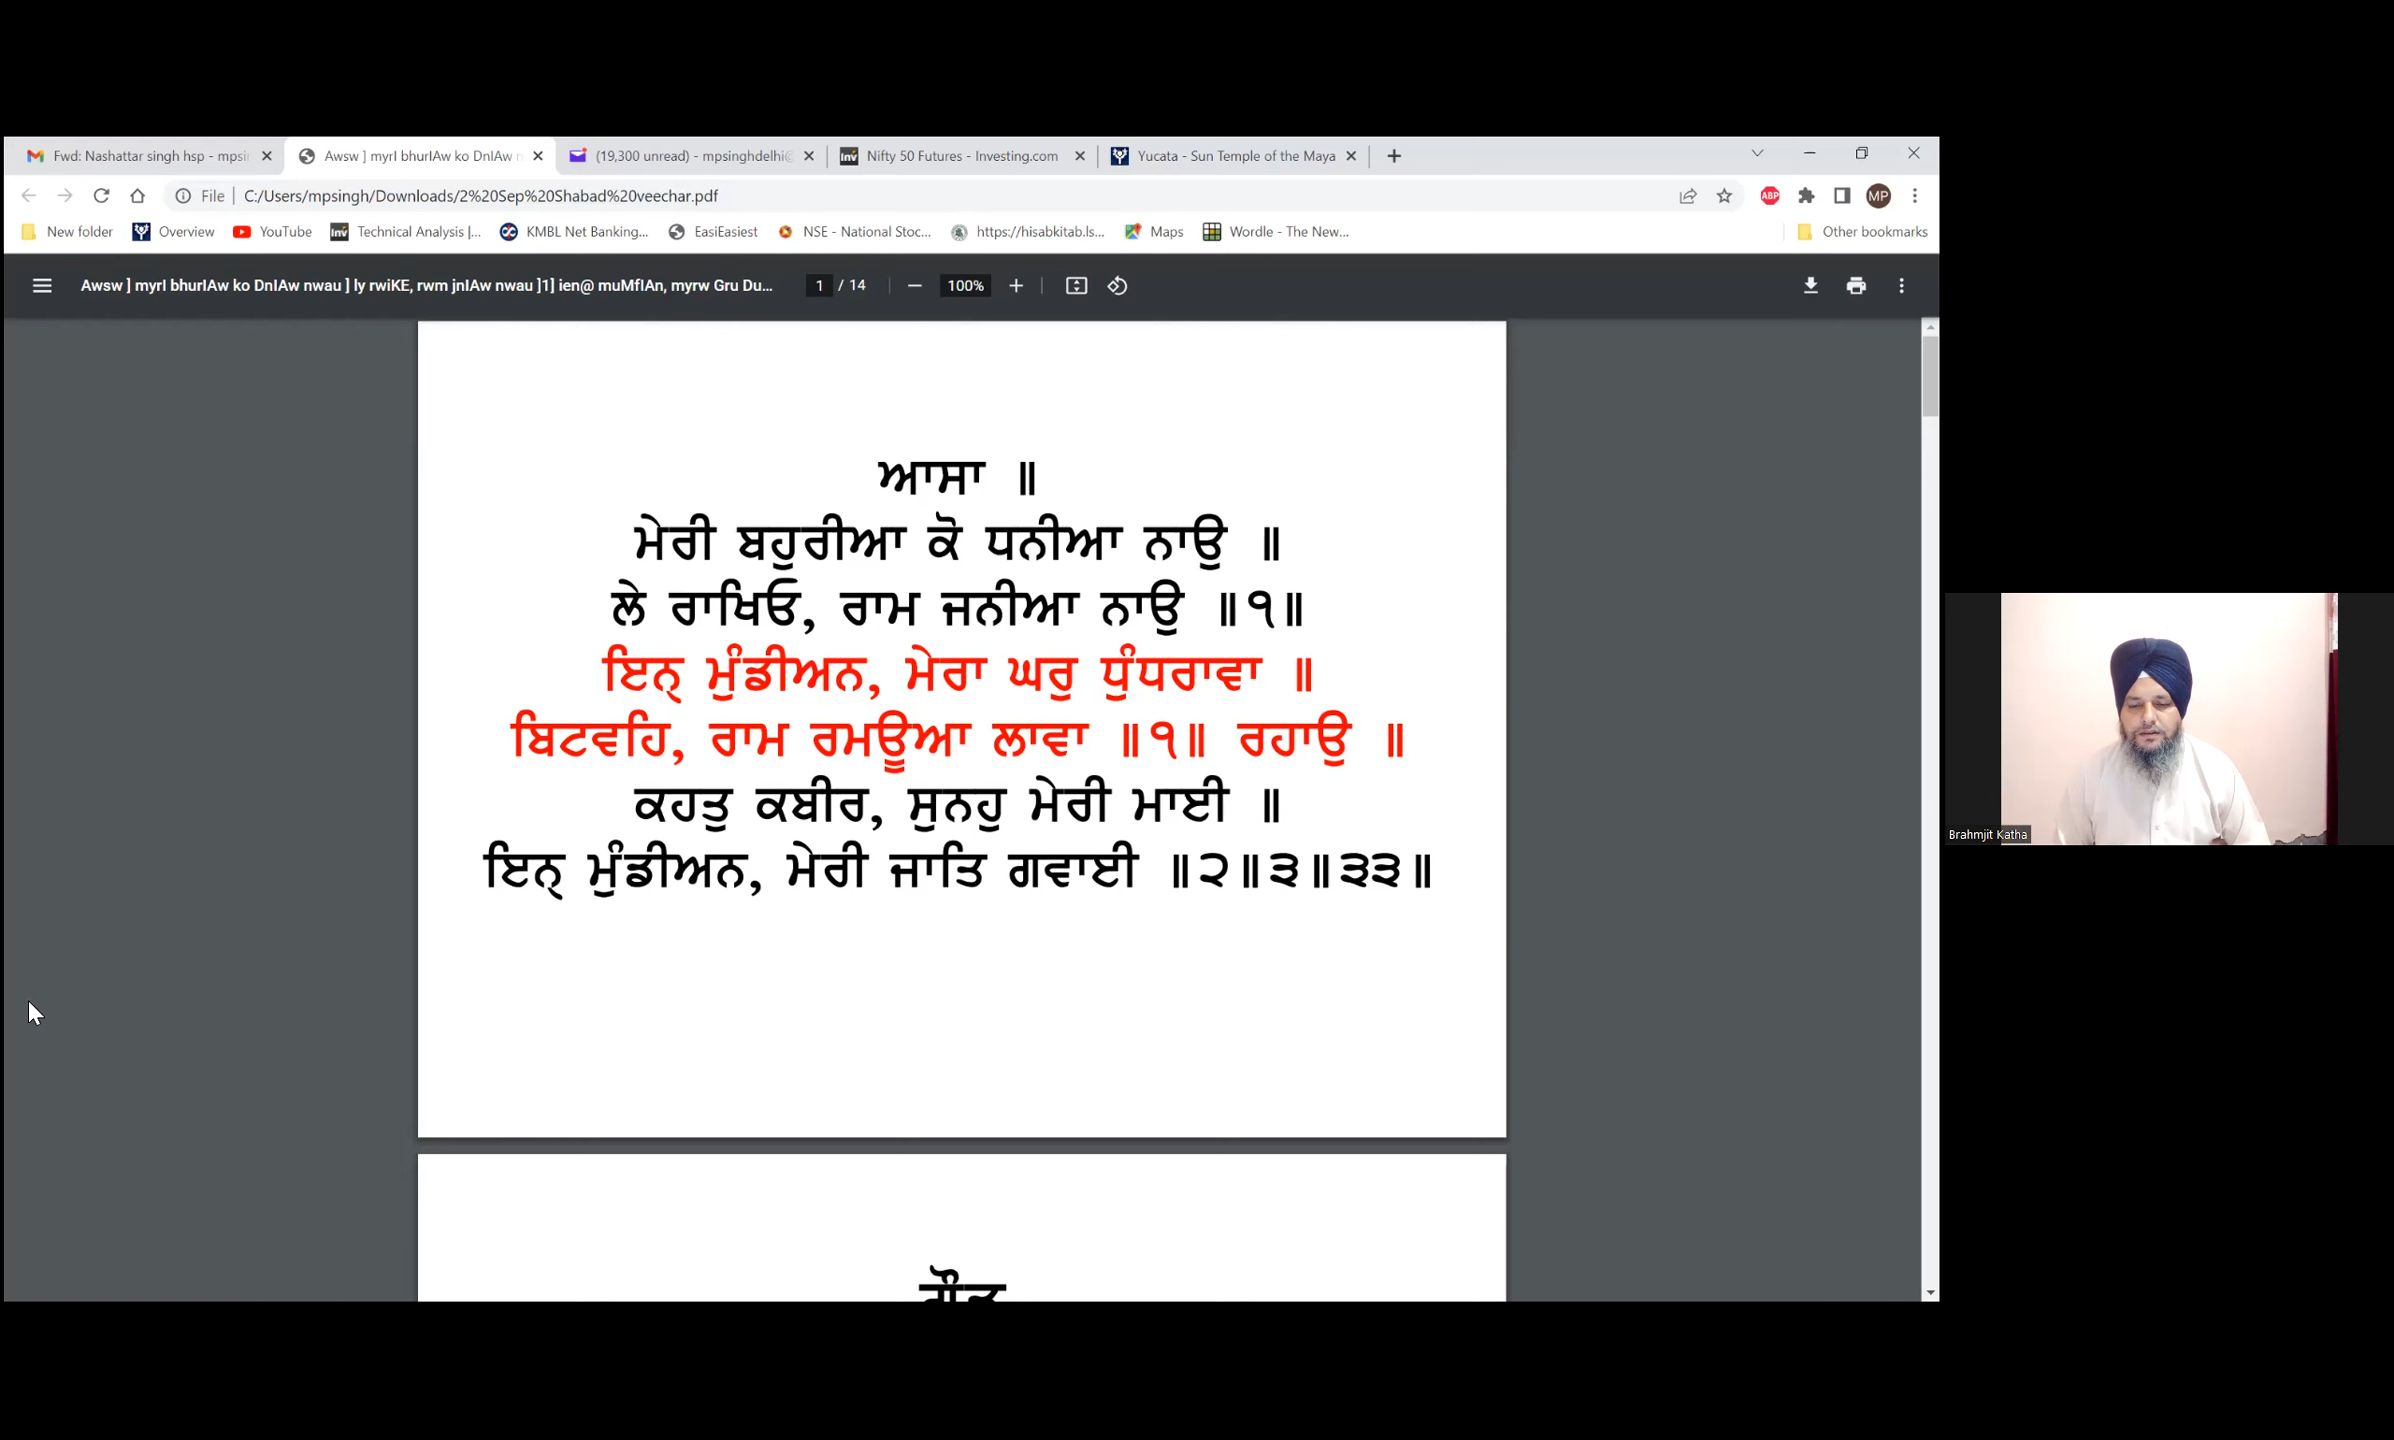 Fwd: Nashattar singh hsp - mpsi
Awsw ] myrI bhurIAw ko DnIAw n
(19,300 unread) - mpsinghdelhi@
Nifty 50 Futures - Investing.com
Yucata - Sun Temple of the Maya
File
C:/Users/mpsingh/Downloads/2%20Sep%20Shabad%20veechar.pdf
ABP
MP
New folder
Overview
YouTube
Inv Technical Analysis |...
KMBL Net Banking...
EasiEasiest
NSE - National Stoc...
https://hisabkitab.ls...
Maps
Wordle - The New...
Other bookmarks
Awsw ] myrI bhurIAw ko DnIAw nwau ] ly rwiKE, rwm jnIAw nwau ]1] ien@ muMfIAn, myrw Gru Du...
1 / 14
100%
ਆਸਾ ॥
ਮੇਰੀ ਬਹੁਰੀਆ ਕੋ ਧਨੀਆ ਨਾਉ ॥
ਲੇ ਰਾਖਿਓ, ਰਾਮ ਜਨੀਆ ਨਾਉ ॥੧॥
ਇਨ੍ ਮੁੰਡੀਅਨ, ਮੇਰਾ ਘਰੁ ਧੁੰਧਰਾਵਾ ॥
ਬਿਟਵਹਿ, ਰਾਮ ਰਮਊਆ ਲਾਵਾ ॥੧॥ ਰਹਾਉ ॥
ਕਹਤੁ ਕਬੀਰ, ਸੁਨਹੁ ਮੇਰੀ ਮਾਈ ॥
ਇਨ੍ ਮੁੰਡੀਅਨ, ਮੇਰੀ ਜਾਤਿ ਗਵਾਈ ॥੨॥੩॥੩੩॥
Brahmjit Katha